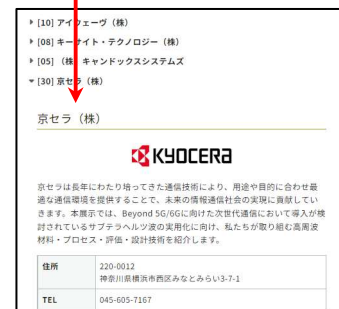 ▶ [10] アイウェーヴ（株）
▶ [08] キーサイト・テクノロジー（株）
▶ [05] （株）キャンドックスシステムズ
▼ [30] 京セラ（株）
京セラ（株）
KYOCERA
京セラは長年にわたり培ってきた通信技術により、用途や目的に合わせ最
適な通信環境を提供することで、未来の情報通信社会の実現に貢献してい
きます。本展示では、Beyond 5G/6Gに向けた次世代通信において導入が検
討されているサブテラヘルツ波の実用化に向け、私たちが取り組む高周波
材料・プロセス・評価・設計技術を紹介します。
住所 220-0012
神奈川県横浜市西区みなとみらい3-7-1
TEL 045-605-7167